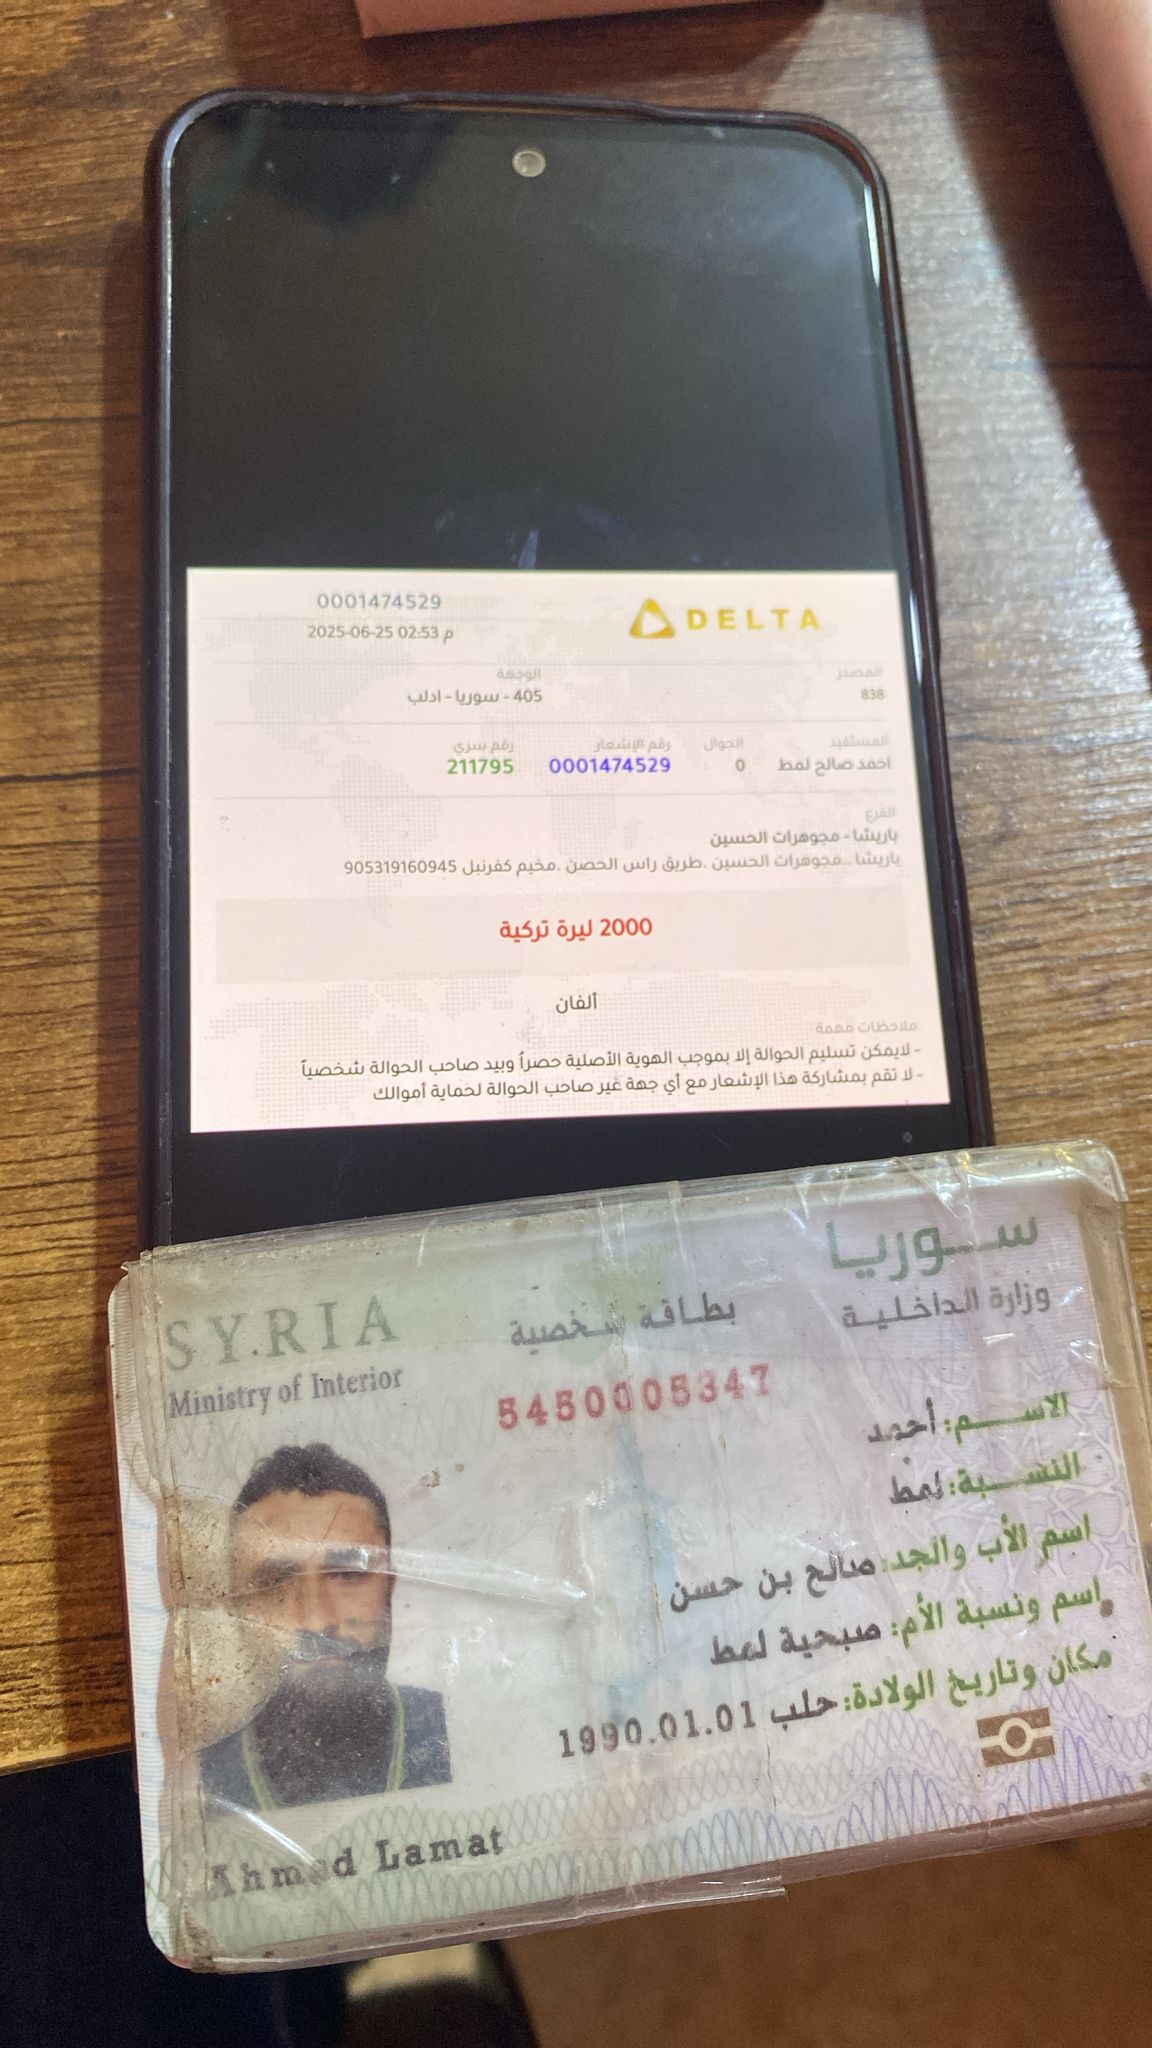 DELTA
0001474529
2025-06-25 02:53 م
المصدر
الوجهة
838
405 - سوريا - ادلب
المستفيد
الجوال
رقم الإشعار
رقم سري
احمد صالح لمط
0
0001474529
211795
الفرع
باريشا - مجوهرات الحسين
باريشا ..مجوهرات الحسين .طريق راس الحصن .مخيم كفرنبل 905319160945
2000 ليرة تركية
ألفان
ملاحظات مهمة
- لايمكن تسليم الحوالة إلا بموجب الهوية الأصلية حصراً وبيد صاحب الحوالة شخصياً
- لا تقم بمشاركة هذا الإشعار مع أي جهة غير صاحب الحوالة لحماية أموالك
سوريا
SYRIA
بطاقة شخصية
وزارة الداخلية
Ministry of Interior
5450005347
الاسم: أحمد
النسبة: لمط
اسم الأب والجد: صالح بن حسن
اسم ونسبة الأم: صبحية لمط
مكان وتاريخ الولادة: حلب 1990.01.01
Ahmad Lamat